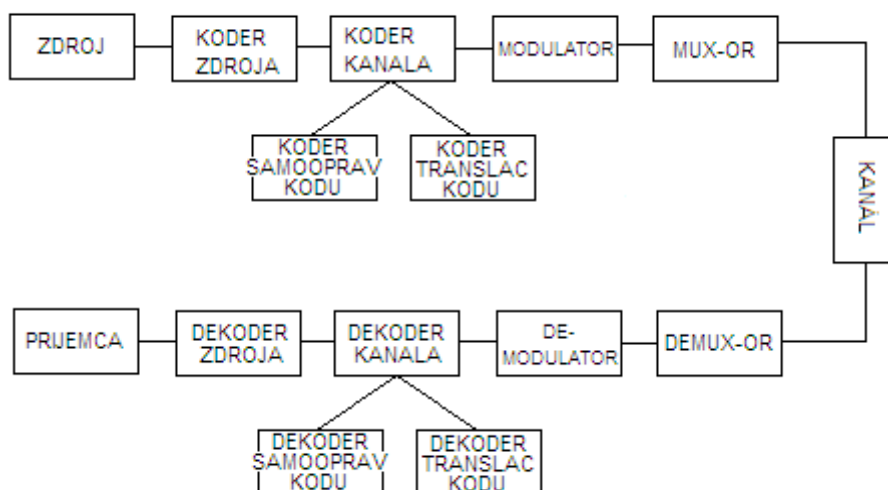 ZDROJ
KODER
ZDROJA
KODER
KANALA
MODULATOR
MUX-OR
KODER
SAMOOPRAV
KODU
KODER
TRANSLAC
KODU
KANÁL
PRIJEMCA
DEKODER
ZDROJA
DEKODER
KANALA
DE-
MODULATOR
DEMUX-OR
DEKODER
SAMOOPRAV
KODU
DEKODER
TRANSLAC
KODU